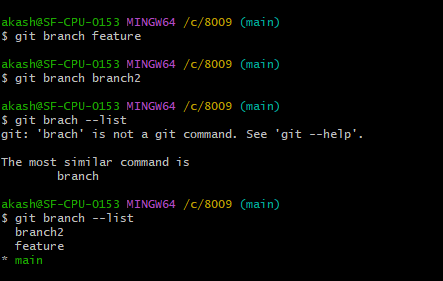 akash@SF-CPU-0153 MINGW64 /c/8009 (main)
$ git branch feature
akash@SF-CPU-0153 MINGW64 /c/8009 (main)
$ git branch branch2
akash@SF-CPU-0153 MINGW64 /c/8009 (main)
$ git brach --list
git: 'brach' is not a git command. See 'git --help'.
The most similar command is
        branch
akash@SF-CPU-0153 MINGW64 /c/8009 (main)
$ git branch --list
  branch2
  feature
* main